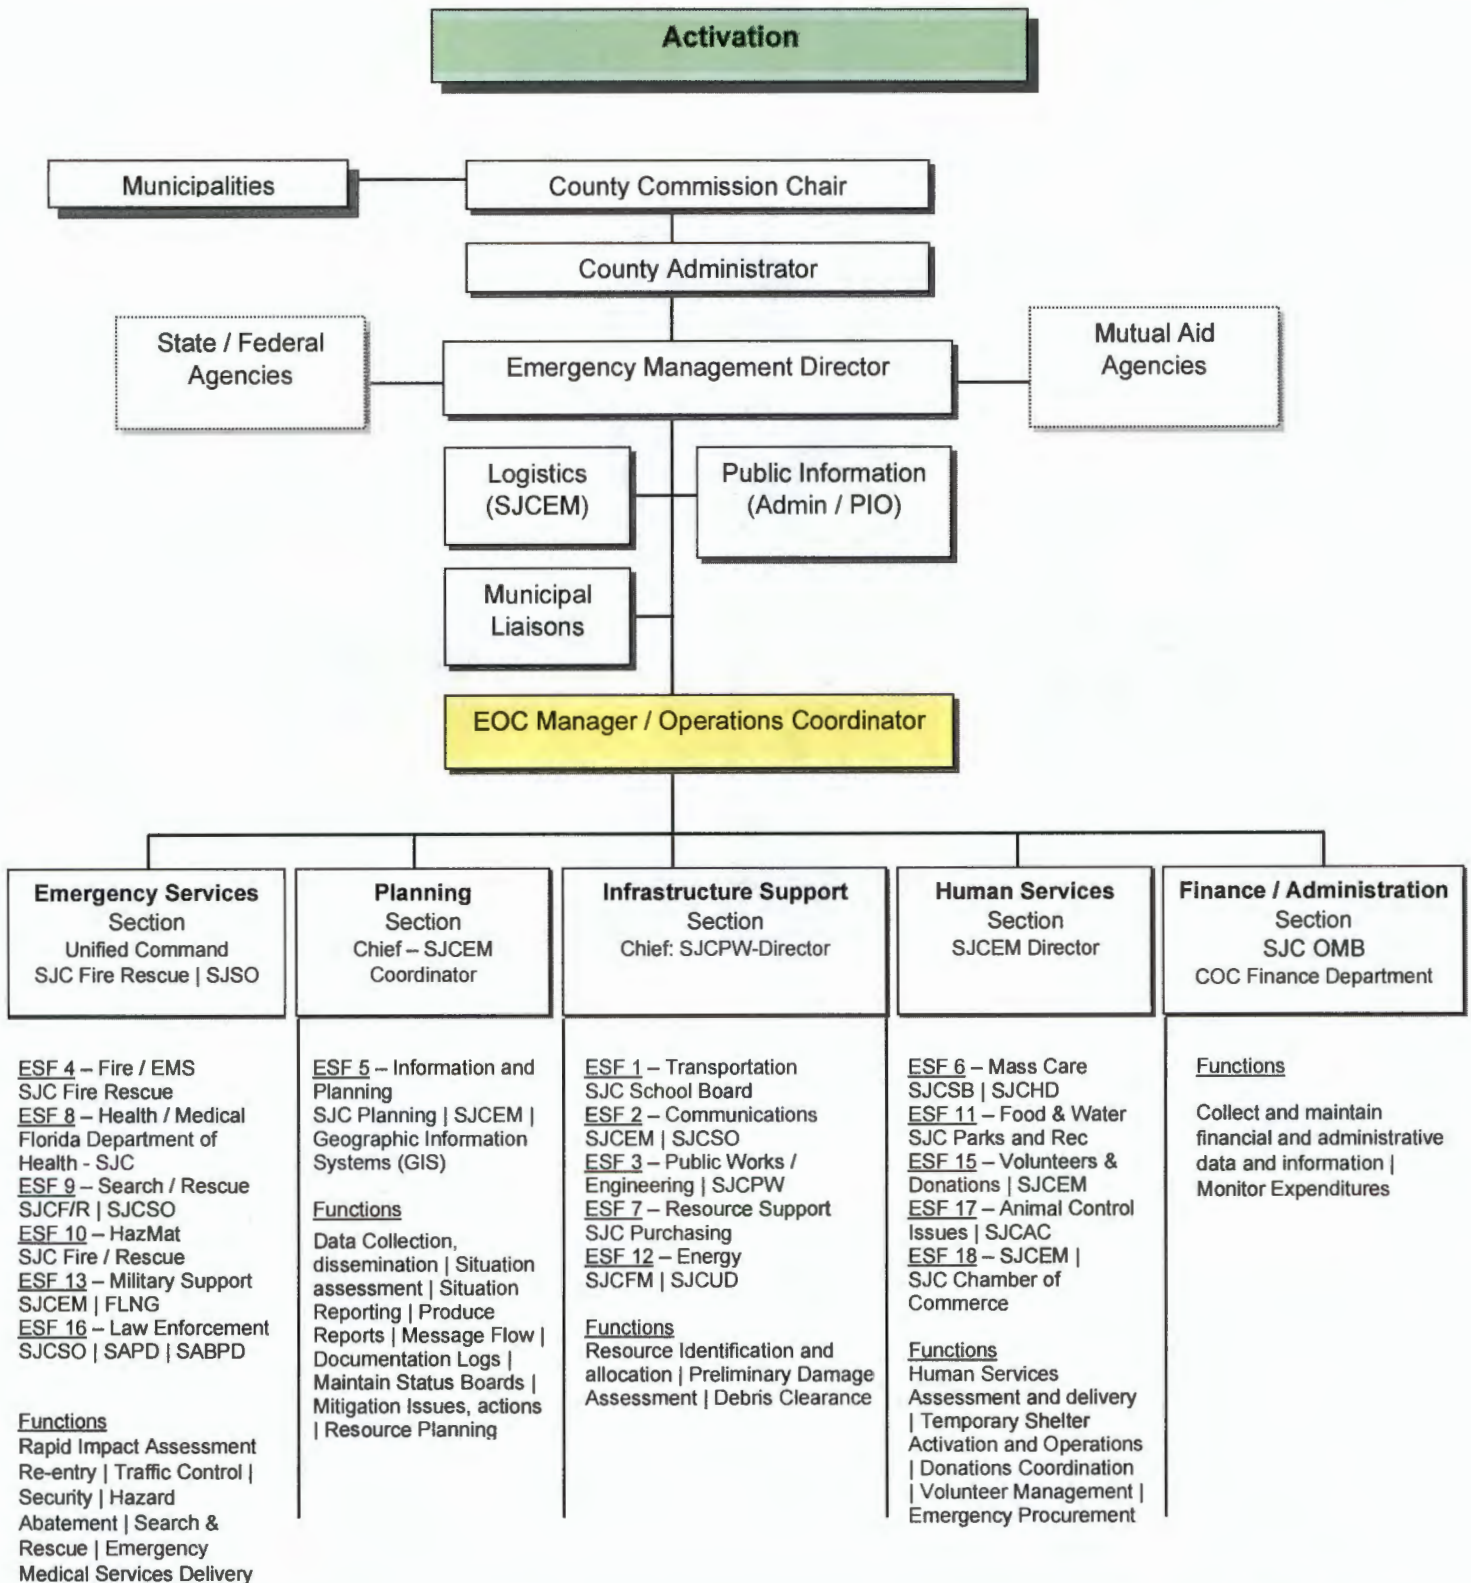 Activation
Municipalities
County Commission Chair
County Administrator
State / Federal
Agencies
Emergency Management Director
Mutual Aid
Agencies
Logistics
(SJCEM)
Public Information
(Admin / PIO)
Municipal
Liaisons
EOC Manager / Operations Coordinator
Emergency Services
Section
Unified Command
SJC Fire Rescue | SJSO
Planning
Section
Chief – SJCEM
Coordinator
Infrastructure Support
Section
Chief: SJCPW-Director
Human Services
Section
SJCEM Director
Finance / Administration
Section
SJC OMB
COC Finance Department
ESF 4 – Fire / EMS
SJC Fire Rescue
ESF 8 – Health / Medical
Florida Department of
Health - SJC
ESF 9 – Search / Rescue
SJCF/R | SJCSO
ESF 10 – HazMat
SJC Fire / Rescue
ESF 13 – Military Support
SJCEM | FLNG
ESF 16 – Law Enforcement
SJCSO | SAPD | SABPD
Functions
Rapid Impact Assessment
Re-entry | Traffic Control |
Security | Hazard
Abatement | Search &
Rescue | Emergency
Medical Services Delivery
ESF 5 – Information and
Planning
SJC Planning | SJCEM |
Geographic Information
Systems (GIS)
Functions
Data Collection,
dissemination | Situation
assessment | Situation
Reporting | Produce
Reports | Message Flow |
Documentation Logs |
Maintain Status Boards |
Mitigation Issues, actions
| Resource Planning
ESF 1 – Transportation
SJC School Board
ESF 2 – Communications
SJCEM | SJCSO
ESF 3 – Public Works /
Engineering | SJCPW
ESF 7 – Resource Support
SJC Purchasing
ESF 12 – Energy
SJCFM | SJCUD
Functions
Resource Identification and
allocation | Preliminary Damage
Assessment | Debris Clearance
ESF 6 – Mass Care
SJCSB | SJCHD
ESF 11 – Food & Water
SJC Parks and Rec
ESF 15 – Volunteers &
Donations | SJCEM
ESF 17 – Animal Control
Issues | SJCAC
ESF 18 – SJCEM |
SJC Chamber of
Commerce
Functions
Human Services
Assessment and delivery
| Temporary Shelter
Activation and Operations
| Donations Coordination
| Volunteer Management |
Emergency Procurement
Functions
Collect and maintain
financial and administrative
data and information |
Monitor Expenditures